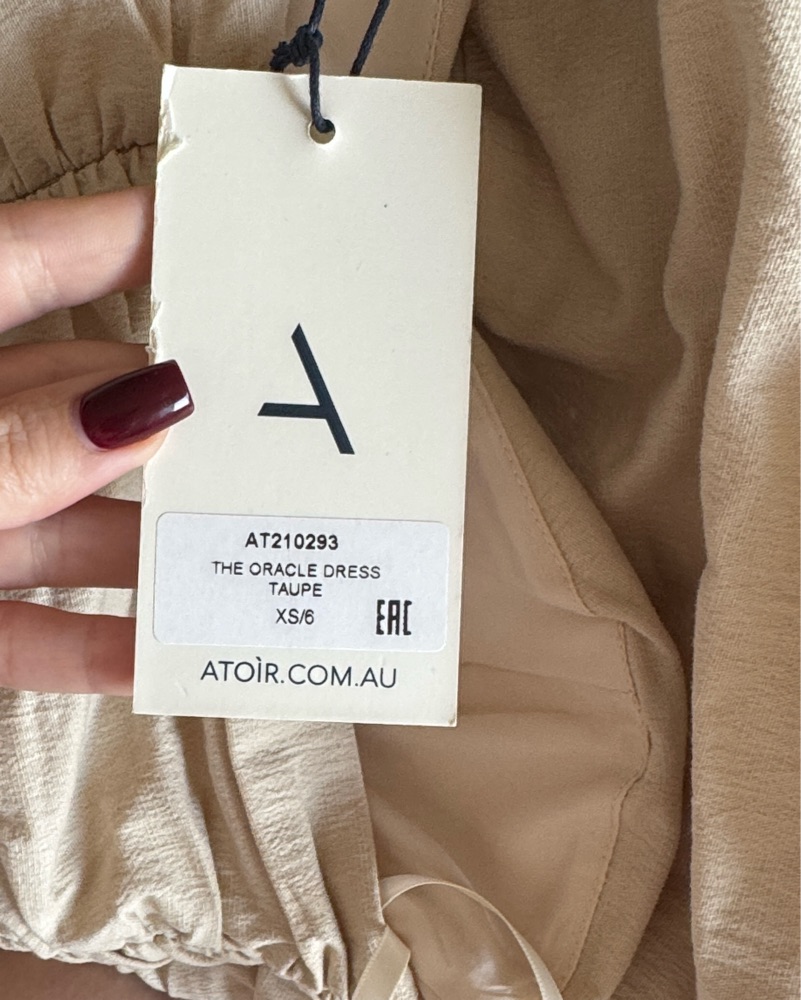 AT210293
THE ORACLE DRESS
TAUPE
XS/6
EAC
ATOÌR.COM.AU